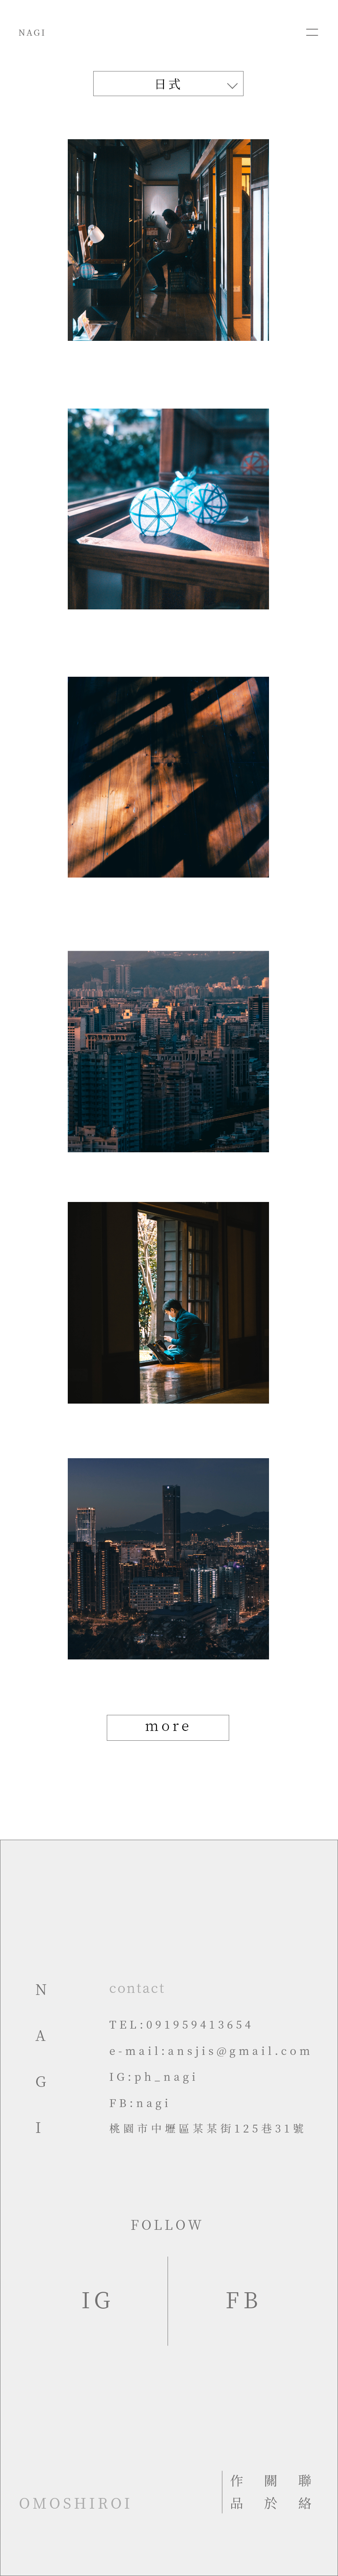 NAGI
日式
more
N
A
G
I
contact
TEL:091959413654
e-mail:ansjis@gmail.com
IG:ph_nagi
FB:nagi
桃園市中壢區某某街125巷31號
FOLLOW
IG
FB
作品
關於
聯絡
OMOSHIROI